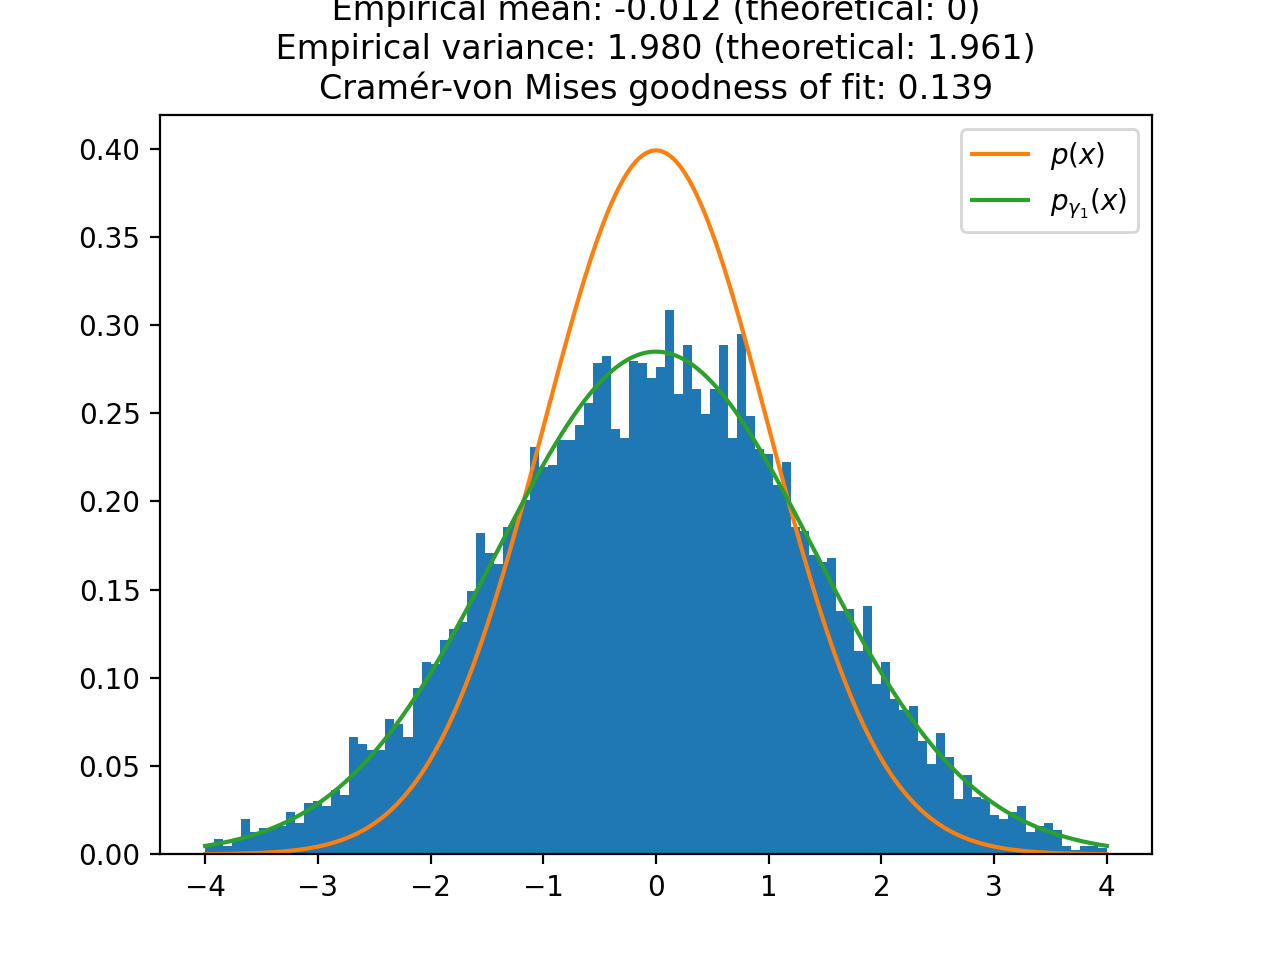 Empirical mean: -0.012 (theoretical: 0)
Empirical variance: 1.980 (theoretical: 1.961)
Cramér-von Mises goodness of fit: 0.139
p(x)
pγ₁(x)
0.40
0.35
0.30
0.25
0.20
0.15
0.10
0.05
0.00
−4 −3 −2 −1 0 1 2 3 4